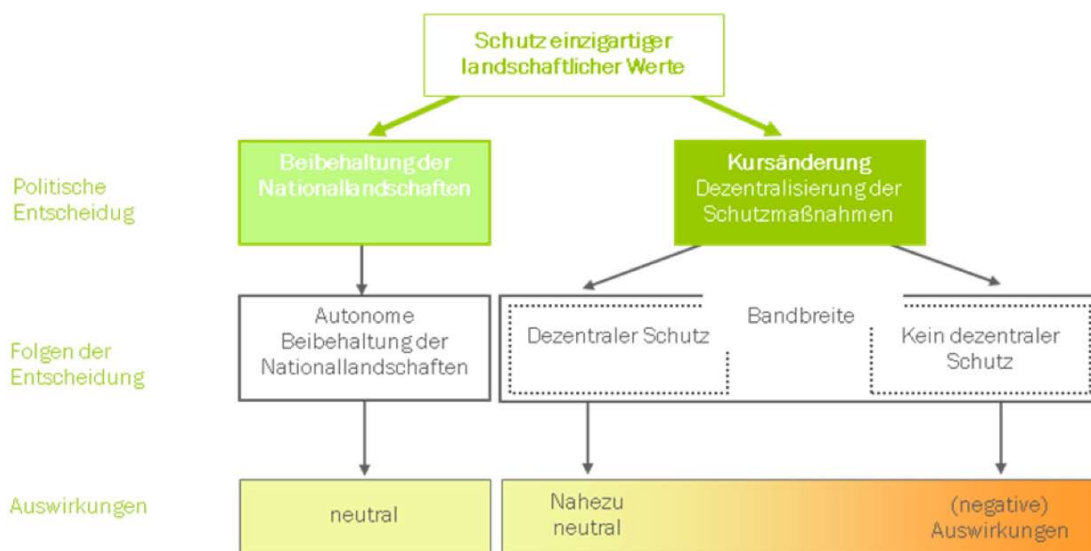 Schutz einzigartiger
landschaftlicher Werte
Politische
Entscheidug
Beibehaltung der
Nationallandschaften
Kursänderung
Dezentralisierung der
Schutzmaßnahmen
Folgen der
Entscheidung
Autonome
Beibehaltung der
Nationallandschaften
Dezentraler Schutz
Bandbreite
Kein dezentraler
Schutz
Auswirkungen
neutral
Nahezu
neutral
(negative)
Auswirkungen